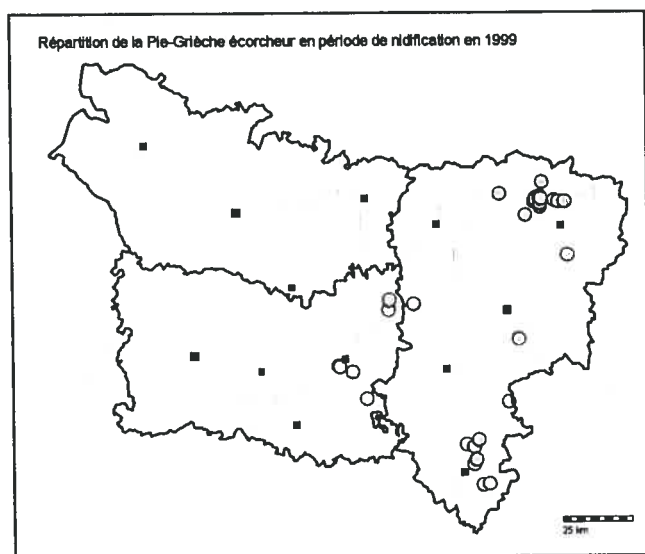 Répartition de la Pie-Grièche écorcheur en période de nidification en 1999
25 km